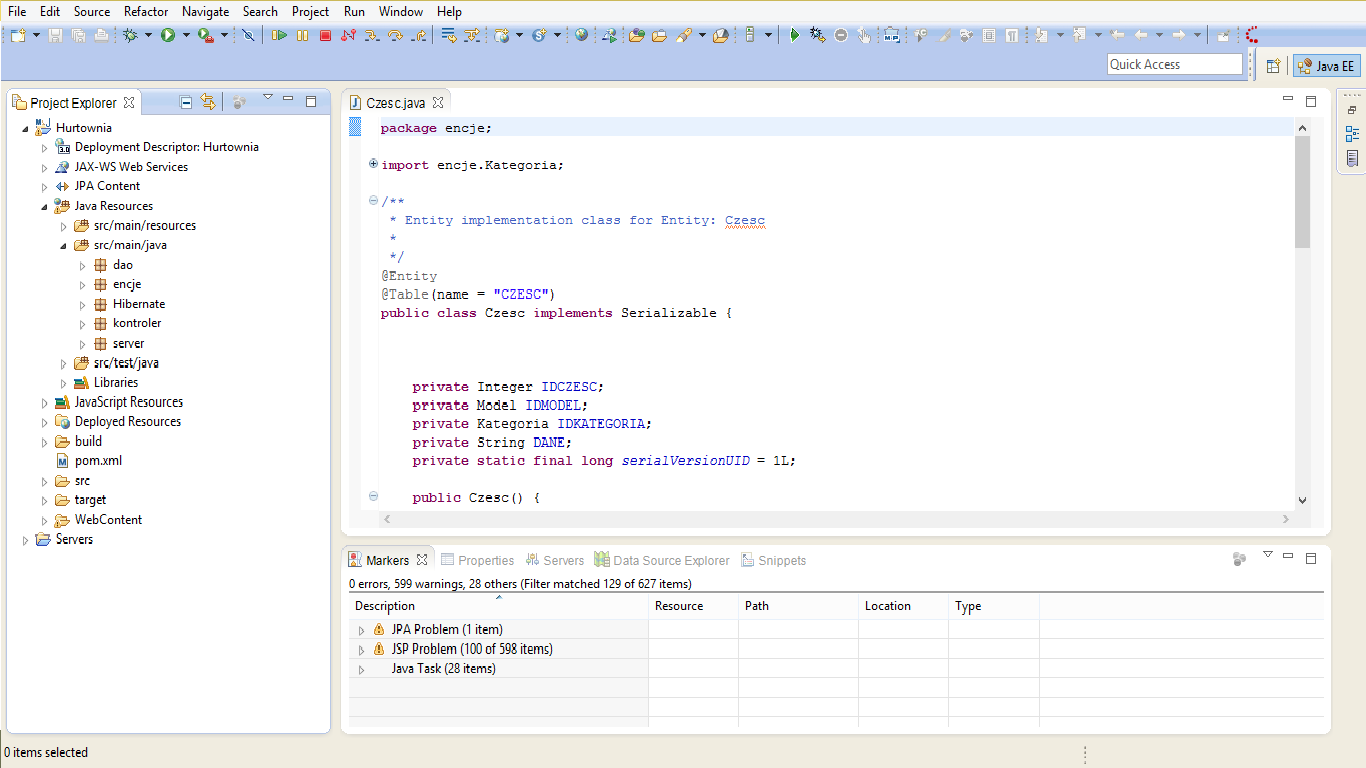 File Edit Source Refactor Navigate Search Project Run Window Help
Quick Access
Java EE
Project Explorer
Hurtownia
Deployment Descriptor: Hurtownia
JAX-WS Web Services
JPA Content
Java Resources
src/main/resources
src/main/java
dao
encje
Hibernate
kontroler
server
src/test/java
Libraries
JavaScript Resources
Deployed Resources
build
pom.xml
src
target
WebContent
Servers
Czesc.java
package encje;
import encje.Kategoria;
/**
* Entity implementation class for Entity: Czesc
*
*/
@Entity
@Table(name = "CZESC")
public class Czesc implements Serializable {
private Integer IDCZESC;
private Model IDMODEL;
private Kategoria IDKATEGORIA;
private String DANE;
private static final long serialVersionUID = 1L;
public Czesc() {
Markers Properties Servers Data Source Explorer Snippets
0 errors, 599 warnings, 28 others (Filter matched 129 of 627 items)
Description Resource Path Location Type
JPA Problem (1 item)
JSP Problem (100 of 598 items)
Java Task (28 items)
0 items selected